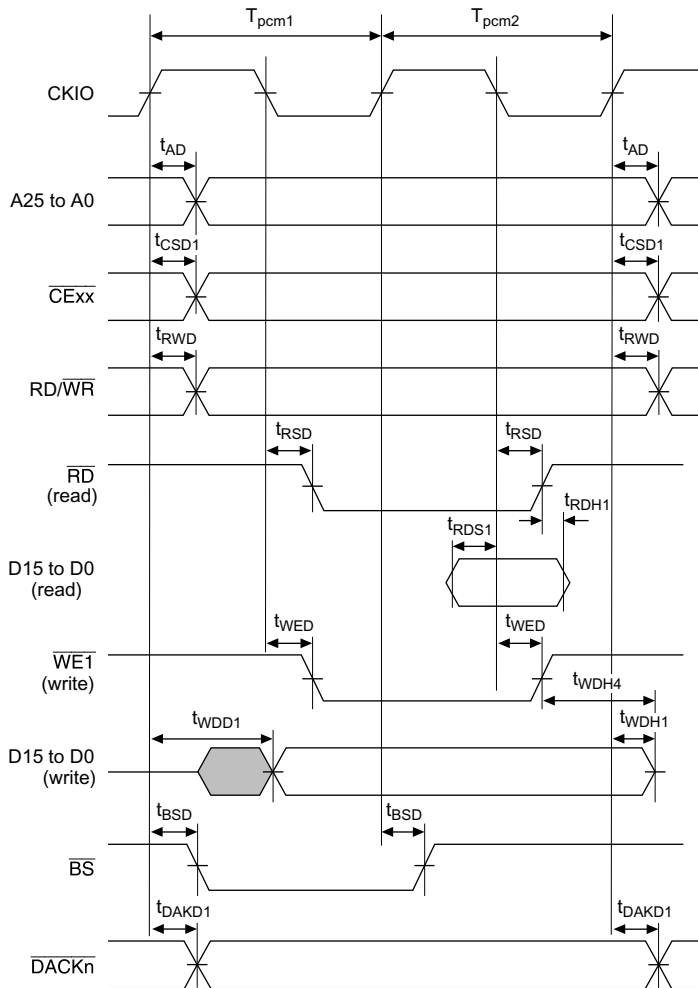 Tpcm1 Tpcm2
CKIO
tAD tAD
A25 to A0
tCSD1 tCSD1
CExx
tRWD tRWD
RD/WR
tRSD tRSD
RD
(read)
tRDH1
tRDS1
D15 to D0
(read)
tWED tWED
WE1
(write)
tWDH4
tWDD1 tWDH1
D15 to D0
(write)
tBSD tBSD
BS
tDAKD1 tDAKD1
DACKn